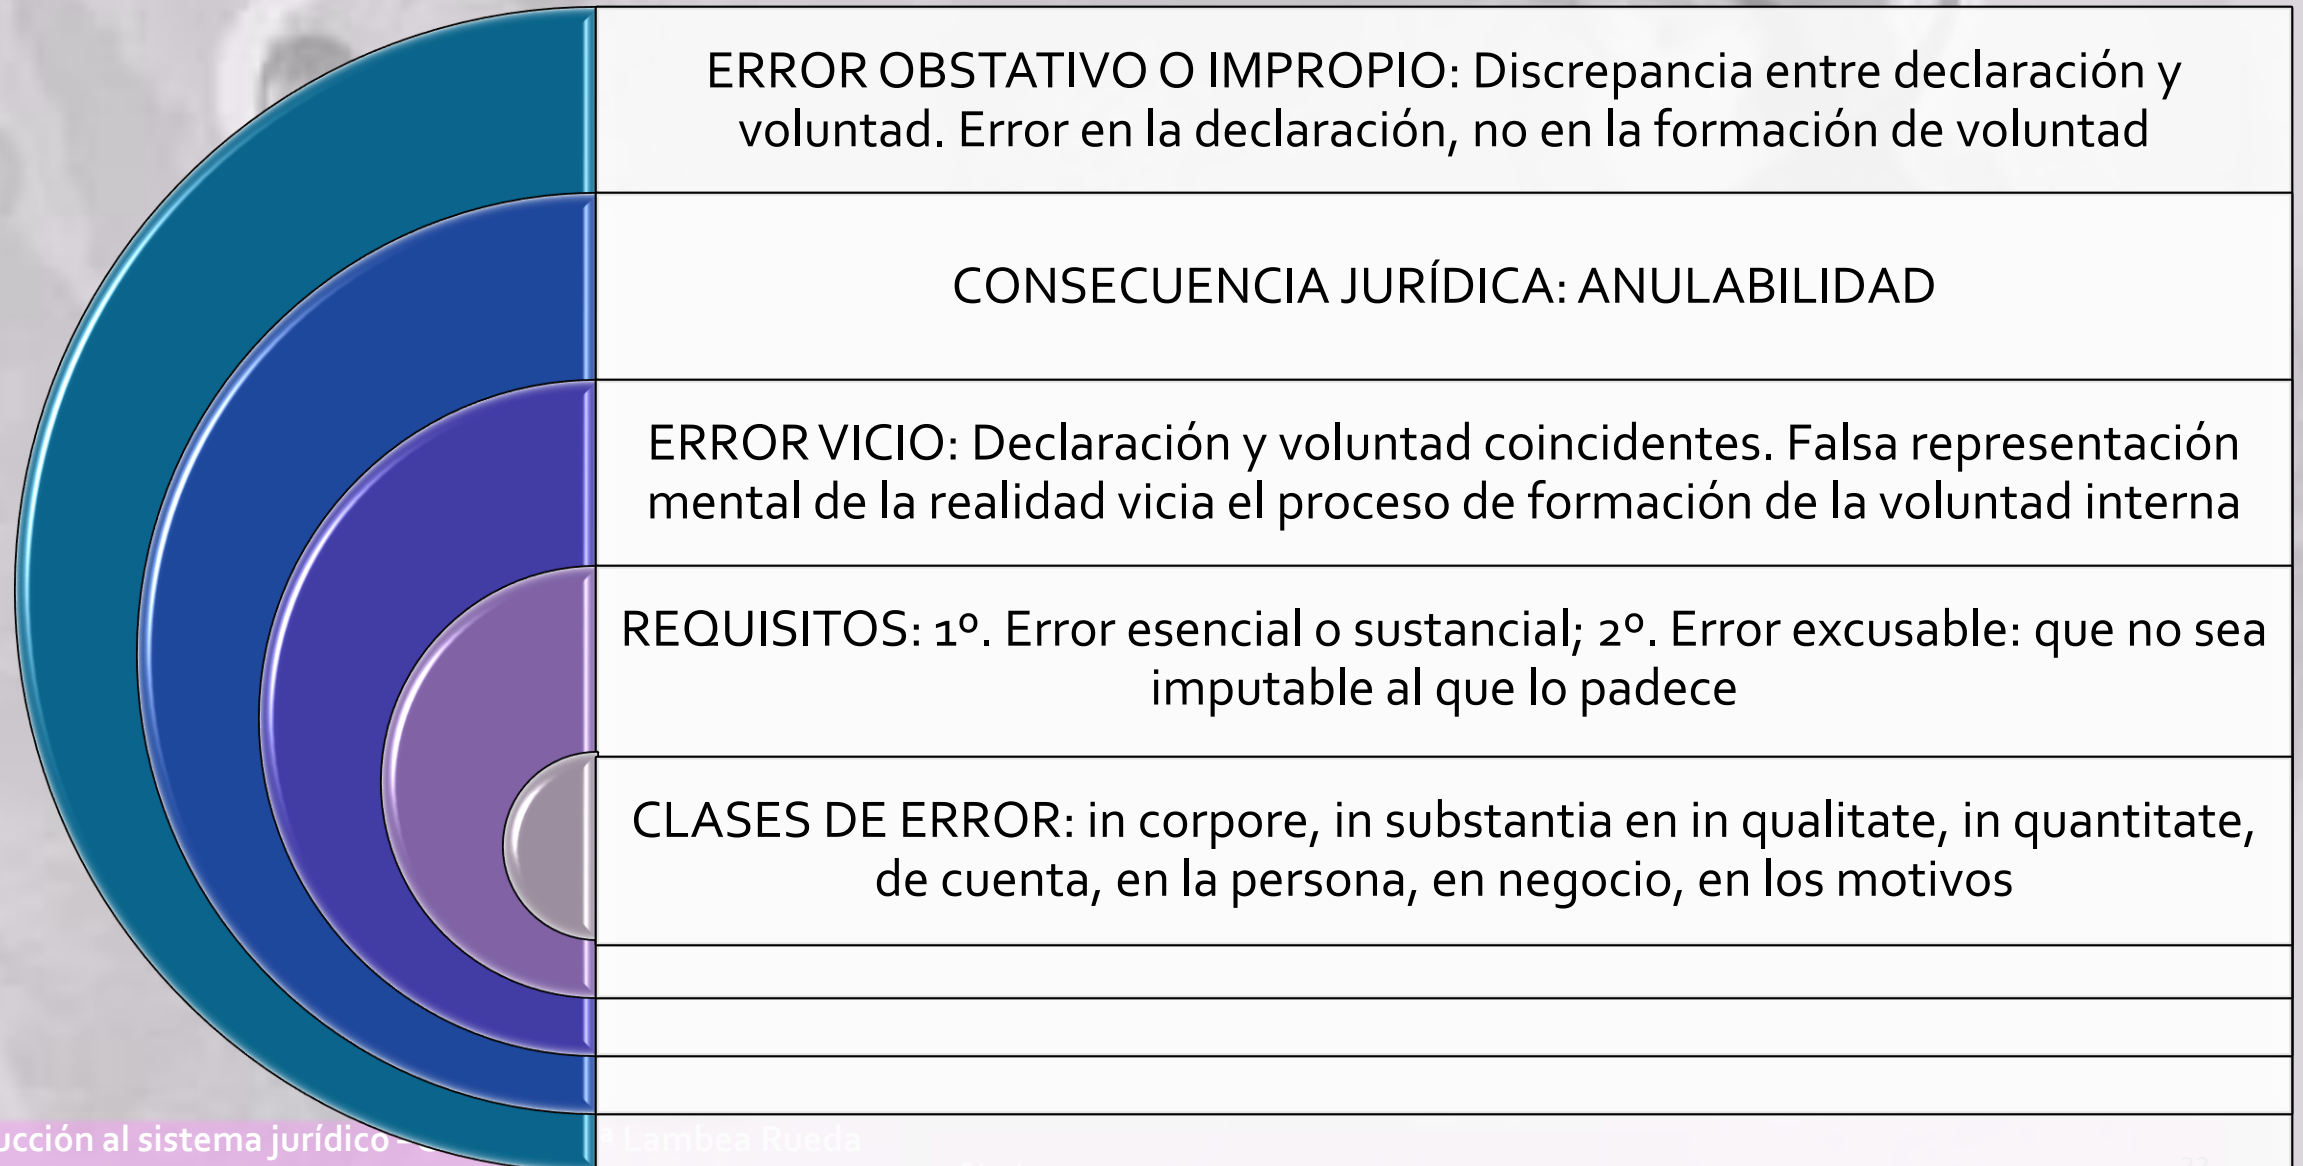 ERROR OBSTATIVO O IMPROPIO: Discrepancia entre declaración y
voluntad. Error en la declaración, no en la formación de voluntad
CONSECUENCIA JURÍDICA: ANULABILIDAD
ERROR VICIO: Declaración y voluntad coincidentes. Falsa representación
mental de la realidad vicia el proceso de formación de la voluntad interna
REQUISITOS: 1º. Error esencial o sustancial; 2º. Error excusable: que no sea
imputable al que lo padece
CLASES DE ERROR: in corpore, in substantia en in qualitate, in quantitate,
de cuenta, en la persona, en negocio, en los motivos
ucción al sistema jurídico - ª Lambea Rueda